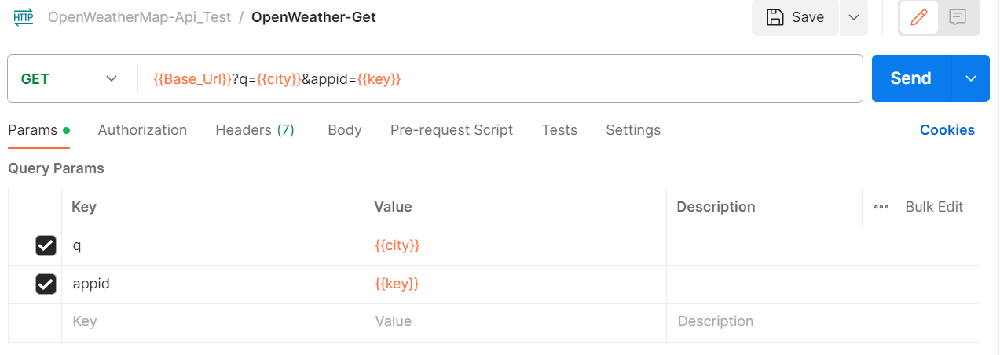 HTTP OpenWeatherMap-Api_Test / OpenWeather-Get Save
GET {{Base_Url}}?q={{city}}&appid={{key}} Send
Params Authorization Headers (7) Body Pre-request Script Tests Settings Cookies
Query Params
Key Value Description ••• Bulk Edit
q {{city}}
appid {{key}}
Key Value Description